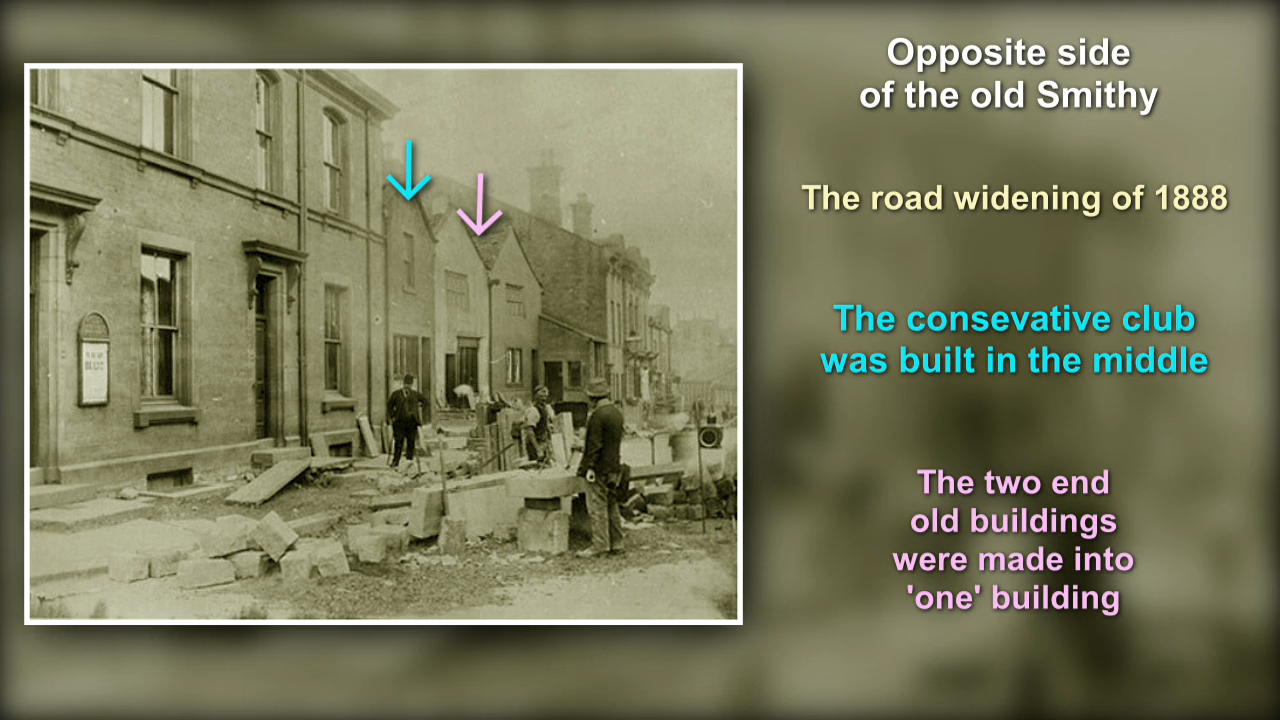 Opposite side
of the old Smithy
The road widening of 1888
The consevative club
was built in the middle
The two end
old buildings
were made into
'one' building